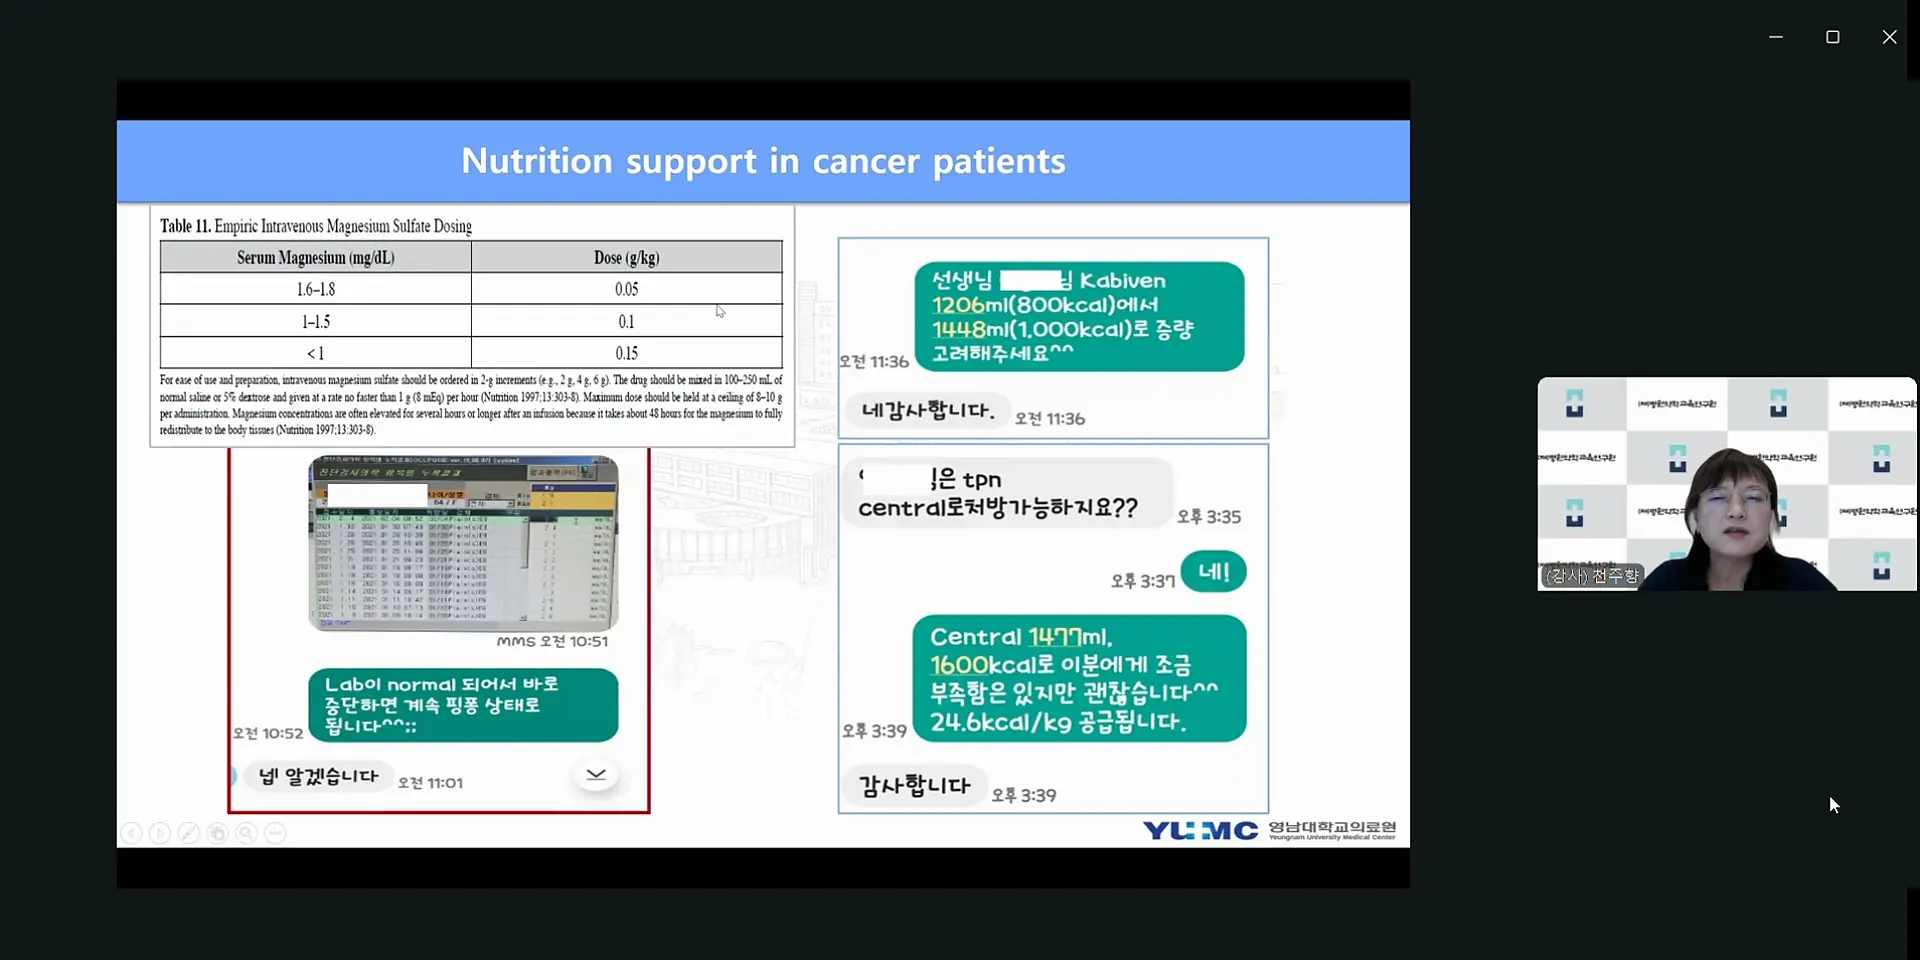 Nutrition support in cancer patients
Table 11. Empiric Intravenous Magnesium Sulfate Dosing
Serum Magnesium (mg/dL) Dose (g/kg)
1.6–1.8 0.05
1–1.5 0.1
< 1 0.15
For ease of use and preparation, intravenous magnesium sulfate should be ordered in 2-g increments (e.g., 2 g, 4 g, 6 g). The drug should be mixed in 100–250 mL of
normal saline or 5% dextrose and given at a rate no faster than 1 g (8 mEq) per hour (Nutrition 1997;13:303-8). Maximum dose should be held at a ceiling of 8–10 g
per administration. Magnesium concentrations are often elevated for several hours or longer after an infusion because it takes about 48 hours for the magnesium to fully
redistribute to the body tissues (Nutrition 1997;13:303-8).
MMS 오전 10:51
Lab이 normal 되어서 바로
중단하면 계속 핑퐁 상태로
됩니다^^;;
오전 10:52
넵! 알겠습니다 오전 11:01
선생님 님 Kabiven
1206ml(800kcal)에서
1448ml(1,000kcal)로 증량
고려해주세요^^
오전 11:36
네감사합니다. 오전 11:36
은 tpn
central로처방가능하지요??
오후 3:35
오후 3:37 네!
Central 1477ml,
1600kcal로 이분에게 조금
부족함은 있지만 괜찮습니다^^
24.6kcal/kg 공급됩니다.
오후 3:39
감사합니다 오후 3:39
YUMC 영남대학교의료원
Yeungnam University Medical Center
(강사) 천주향